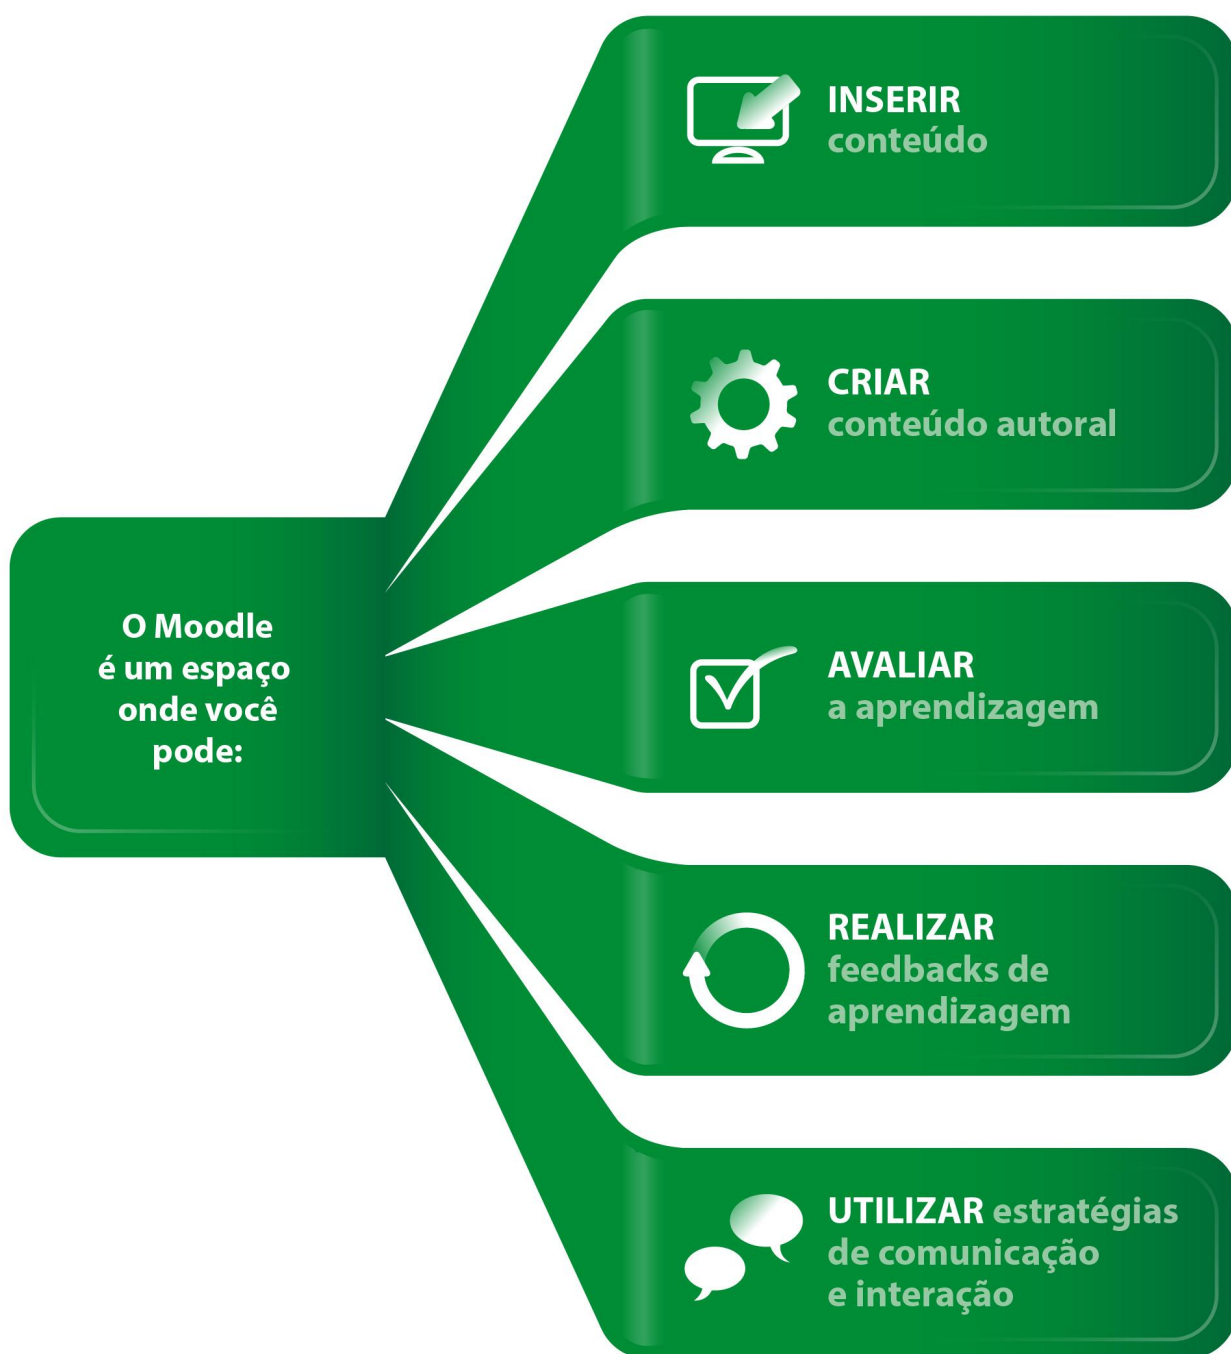 O Moodle
é um espaço
onde você
pode:
INSERIR
conteúdo
CRIAR
conteúdo autoral
AVALIAR
a aprendizagem
REALIZAR
feedbacks de
aprendizagem
UTILIZAR estratégias
de comunicação
e interação